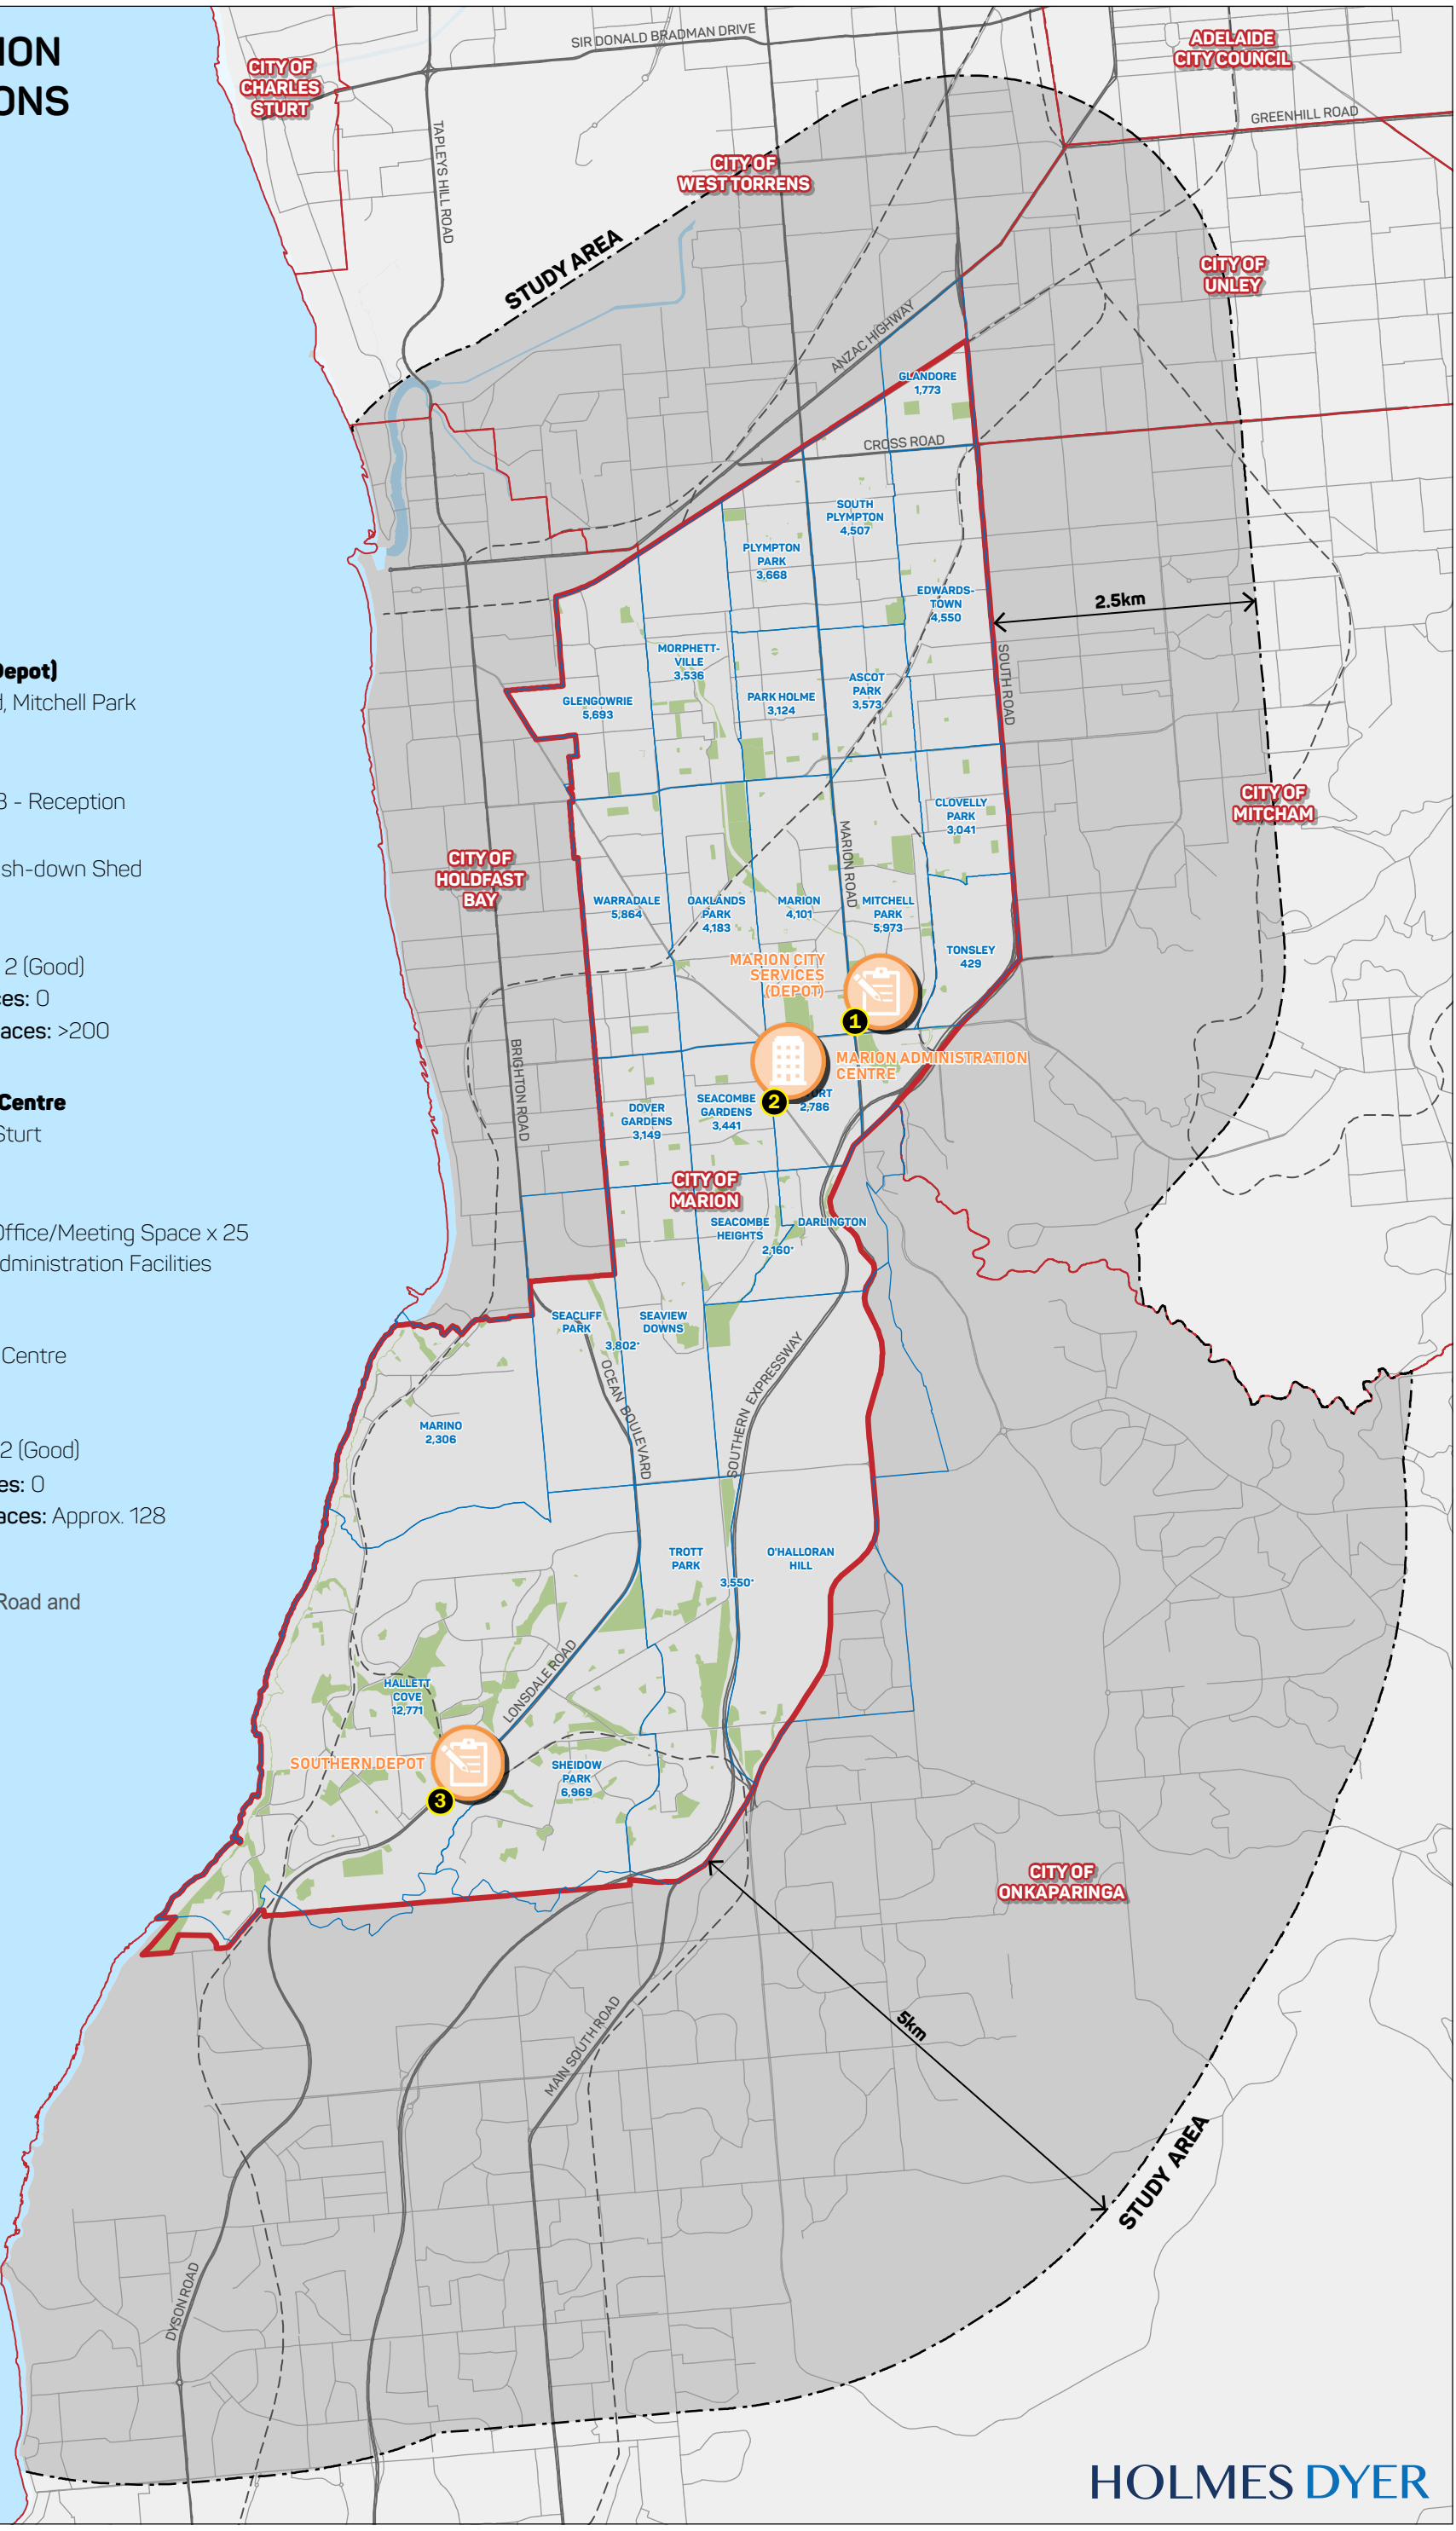 ION
ONS
Depot)
d, Mitchell Park
3 - Reception
sh-down Shed
2 (Good)
ces: 0
aces: >200
Centre
Sturt
Office/Meeting Space x 25
dministration Facilities
Centre
2 (Good)
es: 0
aces: Approx. 128
Road and
CITY OF
CHARLES
STURT
SIR DONALD BRADMAN DRIVE
ADELAIDE
CITY COUNCIL
GREENHILL ROAD
TAPLEYS HILL ROAD
CITY OF
WEST TORRENS
STUDY AREA
CITY OF
UNLEY
ANZAC HIGHWAY
GLANDORE
1,773
CROSS ROAD
SOUTH
PLYMPTON
4,507
PLYMPTON
PARK
3,668
EDWARDS-
TOWN
4,550
2.5km
MORPHETT-
VILLE
3,536
SOUTH ROAD
ASCOT
PARK
3,573
PARK HOLME
3,124
GLENGOWRIE
5,693
CLOVELLY
PARK
3,041
CITY OF
MITCHAM
MARION ROAD
CITY OF
HOLDFAST
BAY
WARRADALE
5,864
OAKLANDS
PARK
4,183
MARION
4,101
MITCHELL
PARK
5,973
TONSLEY
429
MARION CITY
SERVICES
(DEPOT)
1
MARION ADMINISTRATION
CENTRE
BRIGHTON ROAD
2
URT
2,786
SEACOMBE
GARDENS
3,441
DOVER
GARDENS
3,149
CITY OF
MARION
SEACOMBE
HEIGHTS
DARLINGTON
2,160*
SEACLIFF
PARK
SEAVIEW
DOWNS
3,802*
OCEAN BOULEVARD
SOUTHERN EXPRESSWAY
MARINO
2,306
TROTT
PARK
O'HALLORAN
HILL
3,550*
HALLETT
COVE
12,771
LONSDALE ROAD
SOUTHERN DEPOT
3
SHEIDOW
PARK
6,969
CITY OF
ONKAPARINGA
5km
MAIN SOUTH ROAD
STUDY AREA
DYSON ROAD
HOLMES DYER